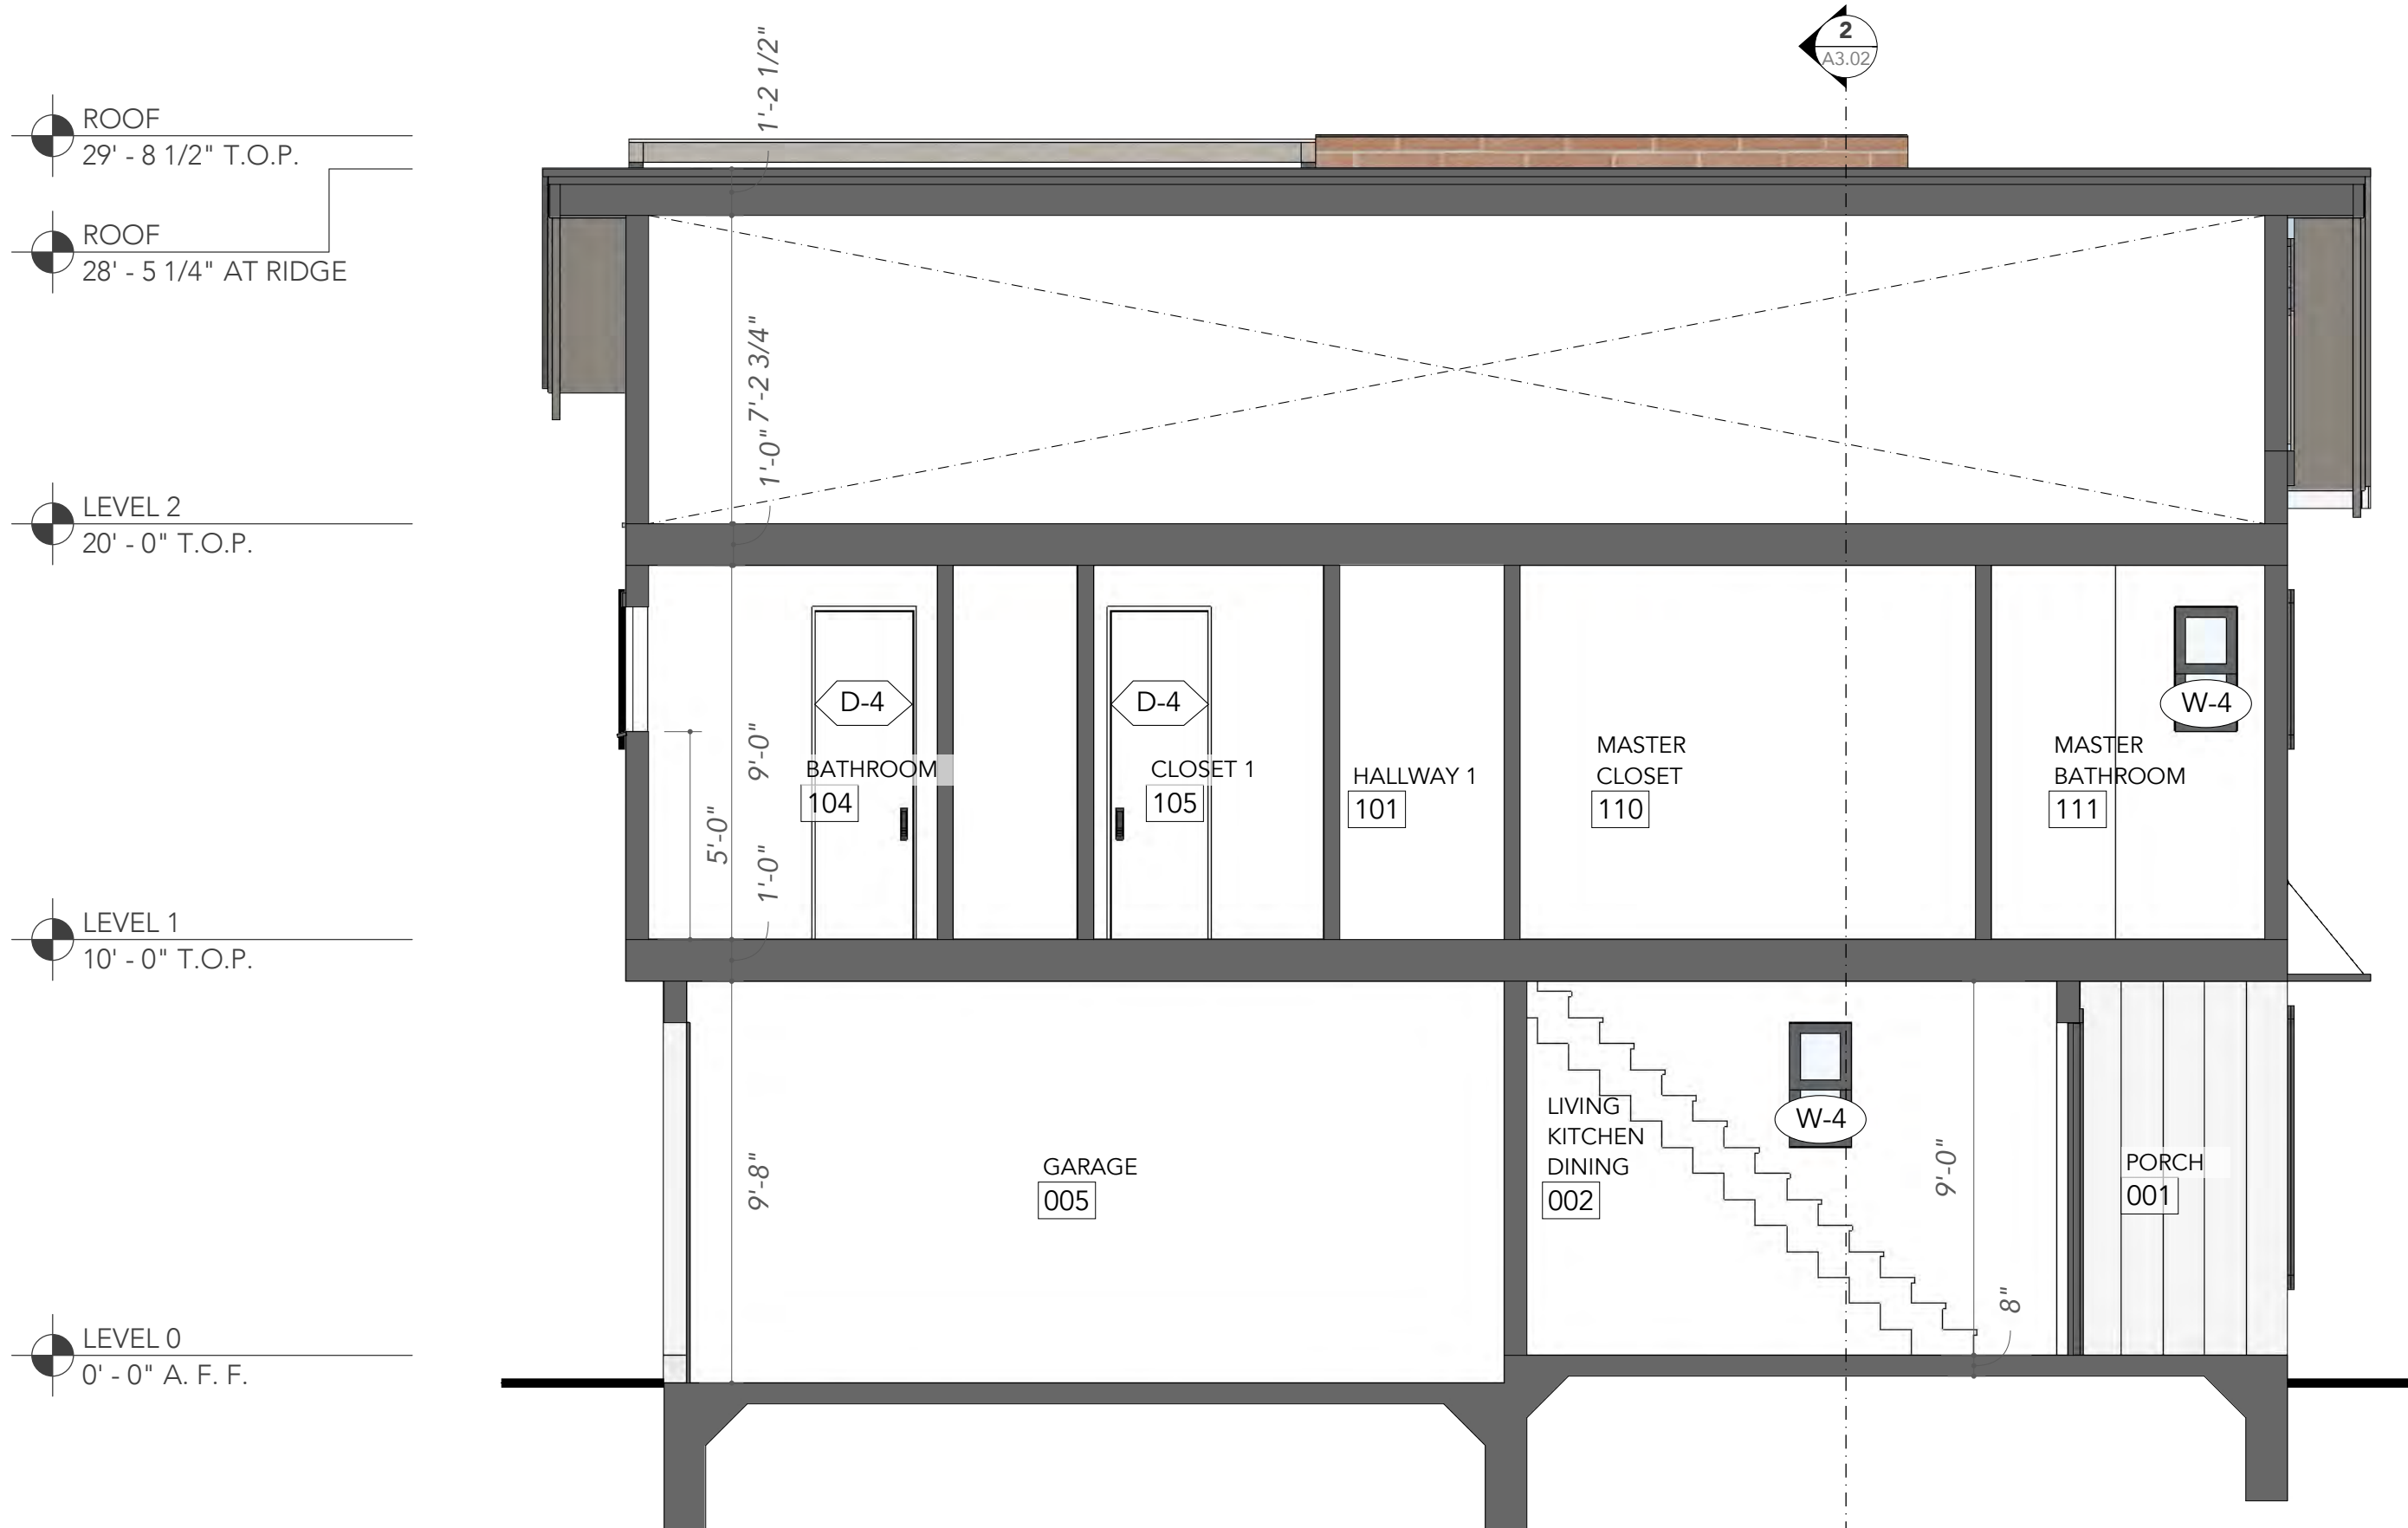 2
A3.02
1'-2 1/2"
ROOF
29' - 8 1/2" T.O.P.
ROOF
28' - 5 1/4" AT RIDGE
7'-2 3/4"
1'-0"
LEVEL 2
20' - 0" T.O.P.
D-4
D-4
W-4
9'-0"
5'-0"
1'-0"
BATHROOM
104
CLOSET 1
105
HALLWAY 1
101
MASTER
CLOSET
110
MASTER
BATHROOM
111
LEVEL 1
10' - 0" T.O.P.
9'-8"
GARAGE
005
LIVING
KITCHEN
DINING
002
W-4
9'-0"
PORCH
001
8"
LEVEL 0
0' - 0" A. F. F.